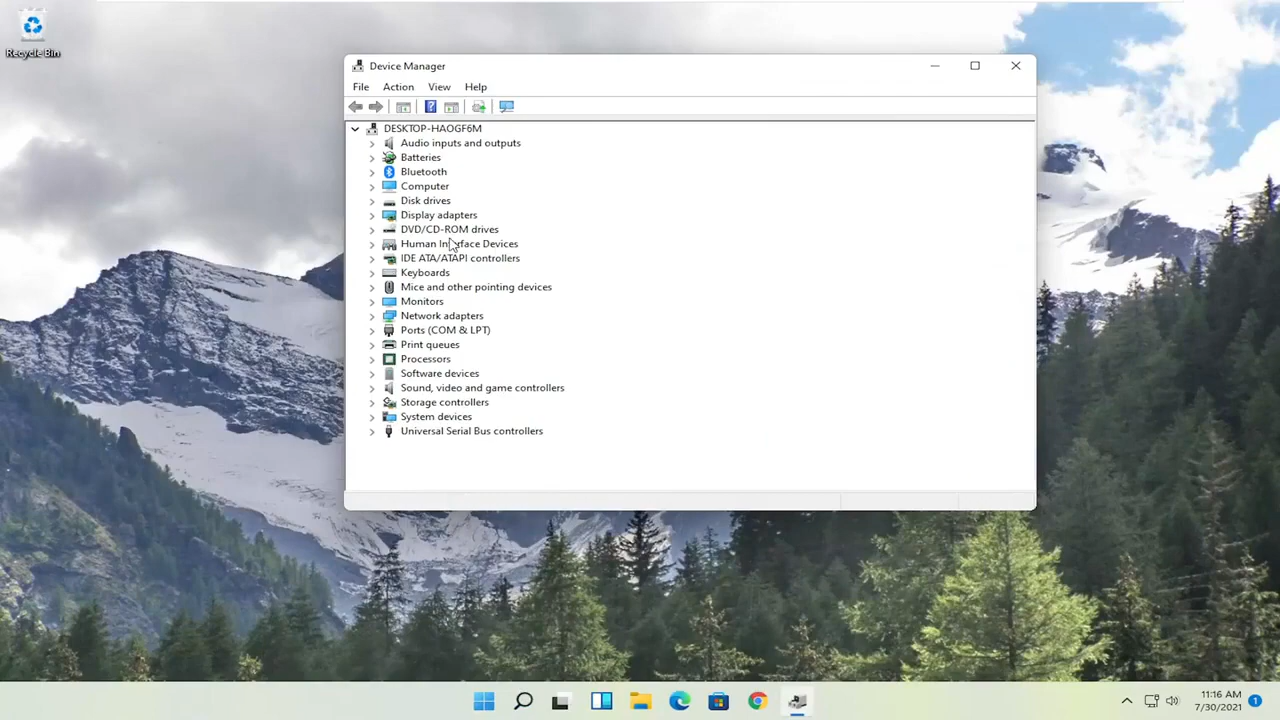 Recycle Bin
Device Manager
File Action View Help
DESKTOP-HAOGF6M
Audio inputs and outputs
Batteries
Bluetooth
Computer
Disk drives
Display adapters
DVD/CD-ROM drives
Human Interface Devices
IDE ATA/ATAPI controllers
Keyboards
Mice and other pointing devices
Monitors
Network adapters
Ports (COM & LPT)
Print queues
Processors
Software devices
Sound, video and game controllers
Storage controllers
System devices
Universal Serial Bus controllers
11:16 AM
7/30/2021
1